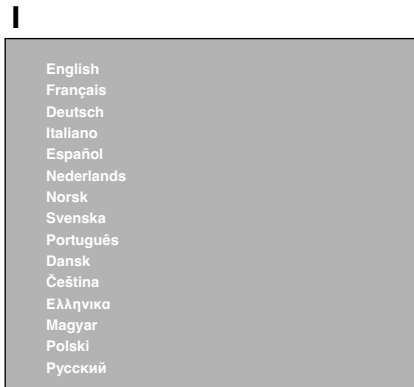 I
English
Français
Deutsch
Italiano
Español
Nederlands
Norsk
Svenska
Português
Dansk
Čeština
Ελληνικα
Magyar
Polski
Русский